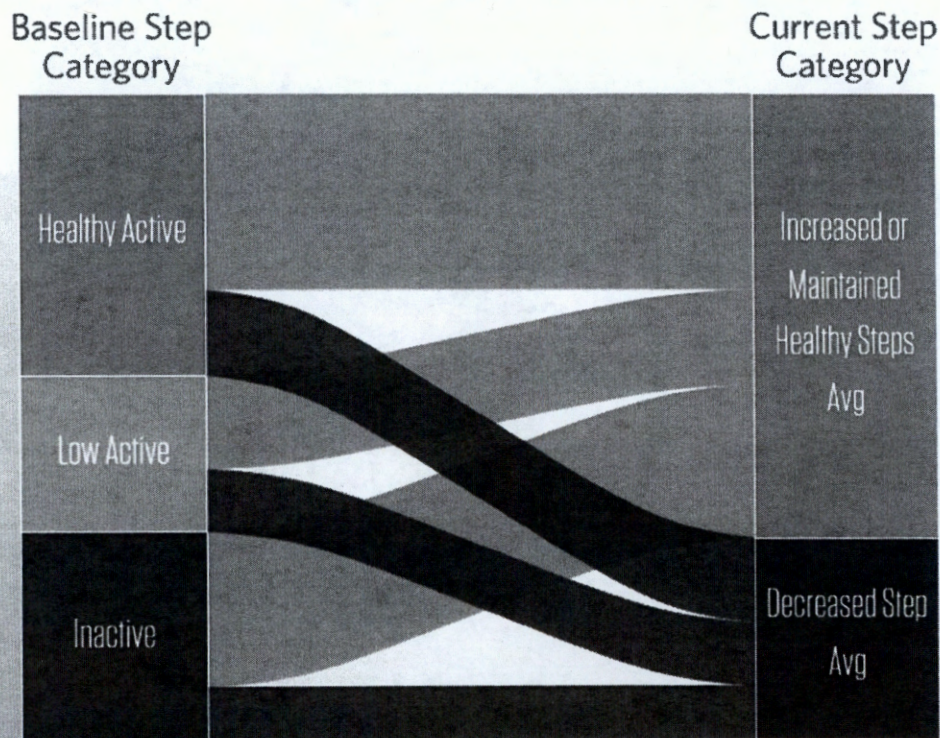 Baseline Step
Category
Current Step
Category
Healthy Active
Low Active
Inactive
Increased or
Maintained
Healthy Steps
Avg
Decreased Step
Avg